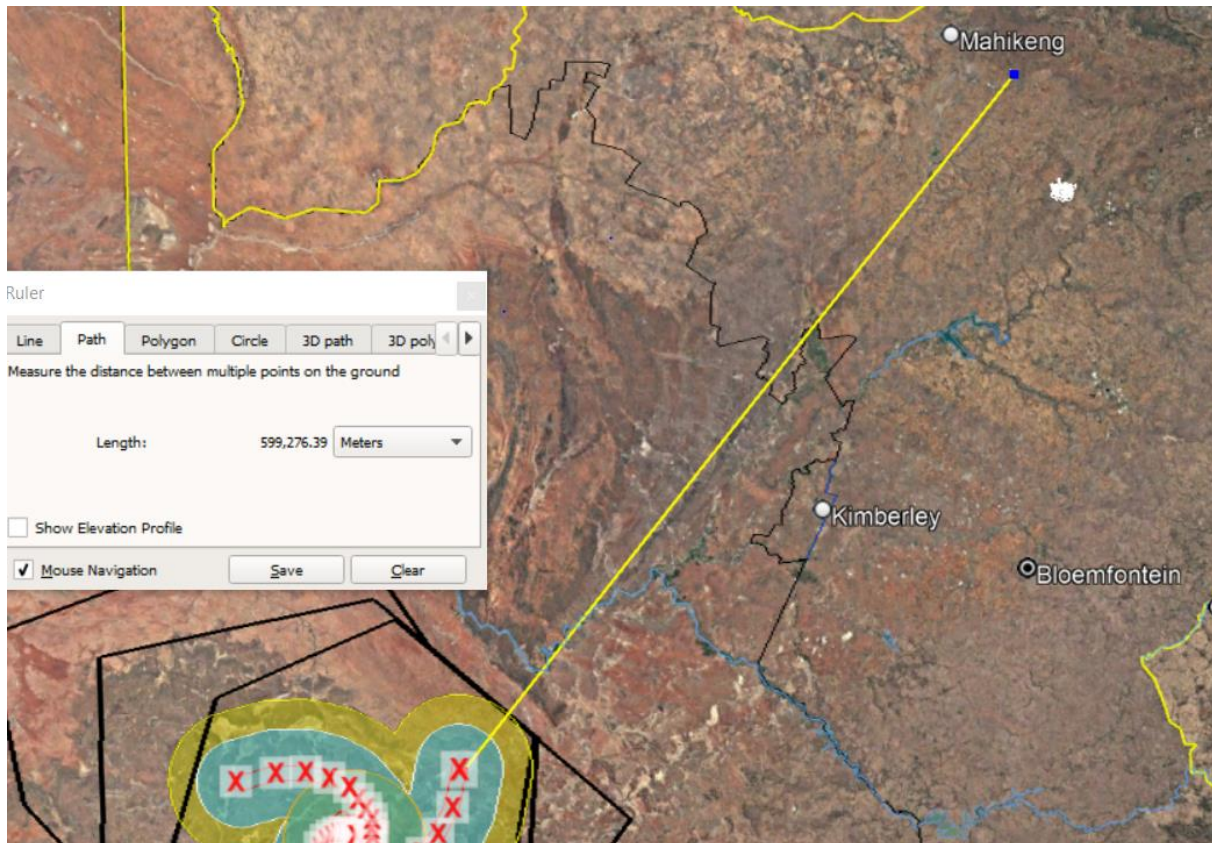 Mahikeng
Ruler
Line Path Polygon Circle 3D path 3D poly
Measure the distance between multiple points on the ground
Length: 599,276.39 Meters
Kimberley
Show Elevation Profile
Mouse Navigation Save Clear
Bloemfontein
X X X X X X
X X
X X